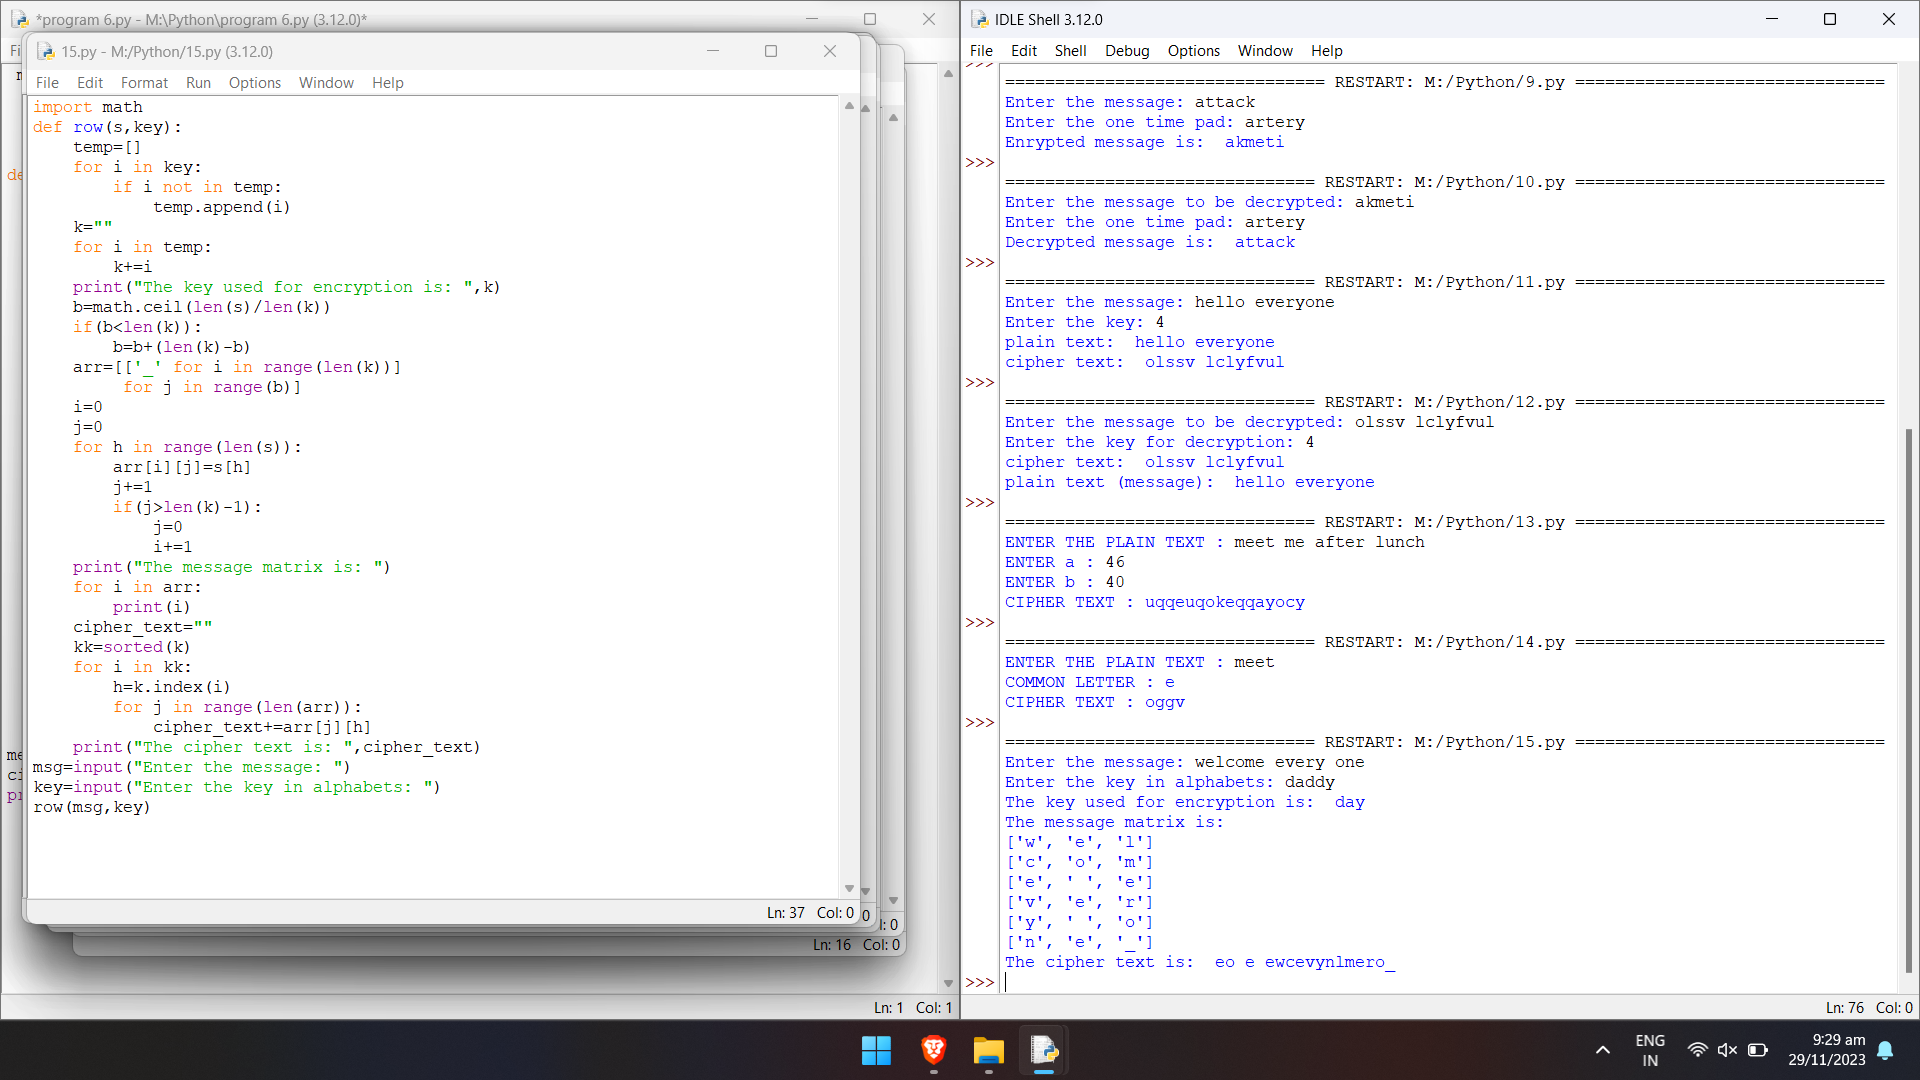 *program 6.py - M:\Python\program 6.py (3.12.0)*
15.py - M:/Python/15.py (3.12.0)
File Edit Format Run Options Window Help
import math
def row(s,key):
    temp=[]
    for i in key:
        if i not in temp:
            temp.append(i)
    k=""
    for i in temp:
        k+=i
    print("The key used for encryption is: ",k)
    b=math.ceil(len(s)/len(k))
    if(b<len(k)):
        b=b+(len(k)-b)
    arr=[['_' for i in range(len(k))]
         for j in range(b)]
    i=0
    j=0
    for h in range(len(s)):
        arr[i][j]=s[h]
        j+=1
        if(j>len(k)-1):
            j=0
            i+=1
    print("The message matrix is: ")
    for i in arr:
        print(i)
    cipher_text=""
    kk=sorted(k)
    for i in kk:
        h=k.index(i)
        for j in range(len(arr)):
            cipher_text+=arr[j][h]
    print("The cipher text is: ",cipher_text)
msg=input("Enter the message: ")
key=input("Enter the key in alphabets: ")
row(msg,key)
Ln: 37 Col: 0
0
l: 0
Ln: 16 Col: 0
Ln: 1 Col: 1
IDLE Shell 3.12.0
File Edit Shell Debug Options Window Help
>>>
================================ RESTART: M:/Python/9.py ===============================
Enter the message: attack
Enter the one time pad: artery
Enrypted message is:  akmeti
>>>
=============================== RESTART: M:/Python/10.py ===============================
Enter the message to be decrypted: akmeti
Enter the one time pad: artery
Decrypted message is:  attack
>>>
=============================== RESTART: M:/Python/11.py ===============================
Enter the message: hello everyone
Enter the key: 4
plain text:  hello everyone
cipher text:  olssv lclyfvul
>>>
=============================== RESTART: M:/Python/12.py ===============================
Enter the message to be decrypted: olssv lclyfvul
Enter the key for decryption: 4
cipher text:  olssv lclyfvul
plain text (message):  hello everyone
>>>
=============================== RESTART: M:/Python/13.py ===============================
ENTER THE PLAIN TEXT : meet me after lunch
ENTER a : 46
ENTER b : 40
CIPHER TEXT : uqqeuqokeqqayocy
>>>
=============================== RESTART: M:/Python/14.py ===============================
ENTER THE PLAIN TEXT : meet
COMMON LETTER : e
CIPHER TEXT : oggv
>>>
=============================== RESTART: M:/Python/15.py ===============================
Enter the message: welcome every one
Enter the key in alphabets: daddy
The key used for encryption is:  day
The message matrix is:
['w', 'e', 'l']
['c', 'o', 'm']
['e', ' ', 'e']
['v', 'e', 'r']
['y', ' ', 'o']
['n', 'e', '_']
The cipher text is:  eo e ewcevynlmero_
>>>
Ln: 76 Col: 0
ENG
IN
9:29 am
29/11/2023